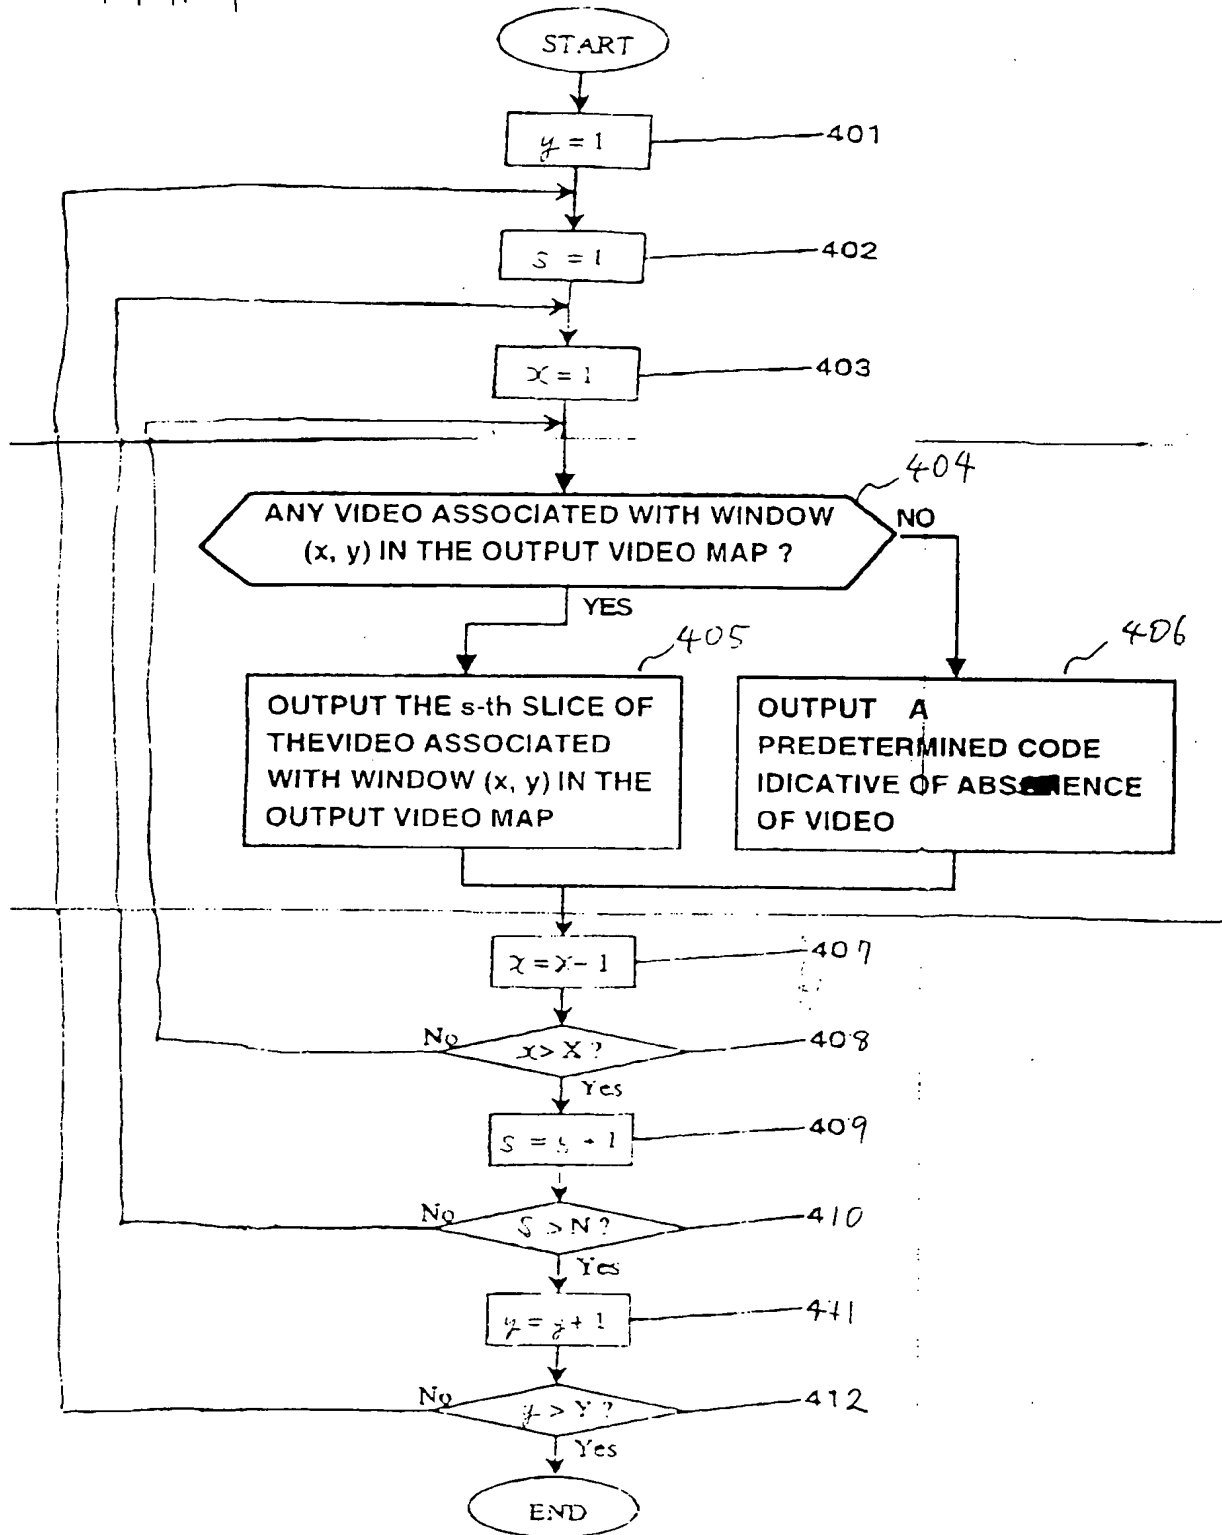 START
y = 1
401
s = 1
402
x = 1
403
404
ANY VIDEO ASSOCIATED WITH WINDOW
(x, y) IN THE OUTPUT VIDEO MAP ?
NO
YES
405
406
OUTPUT THE s-th SLICE OF
THEVIDEO ASSOCIATED
WITH WINDOW (x, y) IN THE
OUTPUT VIDEO MAP
OUTPUT A
PREDETERMINED CODE
IDICATIVE OF ABSENCE
OF VIDEO
x = x - 1
407
No
x > X ?
408
Yes
s = s + 1
409
No
S > N ?
410
Yes
y = y + 1
411
No
y > Y ?
412
Yes
END